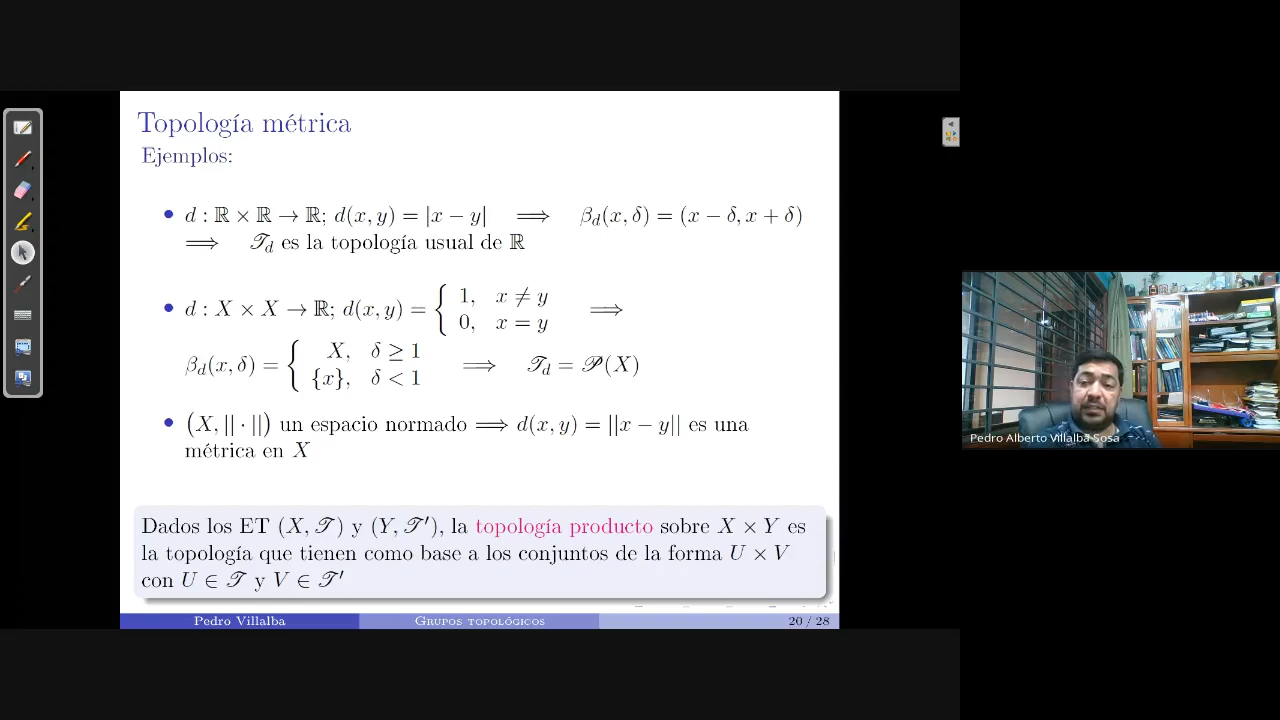 Topología métrica
Ejemplos:
d : ℝ × ℝ → ℝ; d(x, y) = |x − y| ⟹ β_d(x, δ) = (x − δ, x + δ)
⟹ 𝒯_d es la topología usual de ℝ
d : X × X → ℝ; d(x, y) = { 1, x ≠ y ⟹
0, x = y
β_d(x, δ) = { X, δ ≥ 1 ⟹ 𝒯_d = 𝒫(X)
{x}, δ < 1
(X, || · ||) un espacio normado ⟹ d(x, y) = ||x − y|| es una
métrica en X
Dados los ET (X, 𝒯) y (Y, 𝒯′), la topología producto sobre X × Y es
la topología que tienen como base a los conjuntos de la forma U × V
con U ∈ 𝒯 y V ∈ 𝒯′
Pedro Villalba Grupos topológicos 20 / 28
Pedro Alberto Villalba Sosa